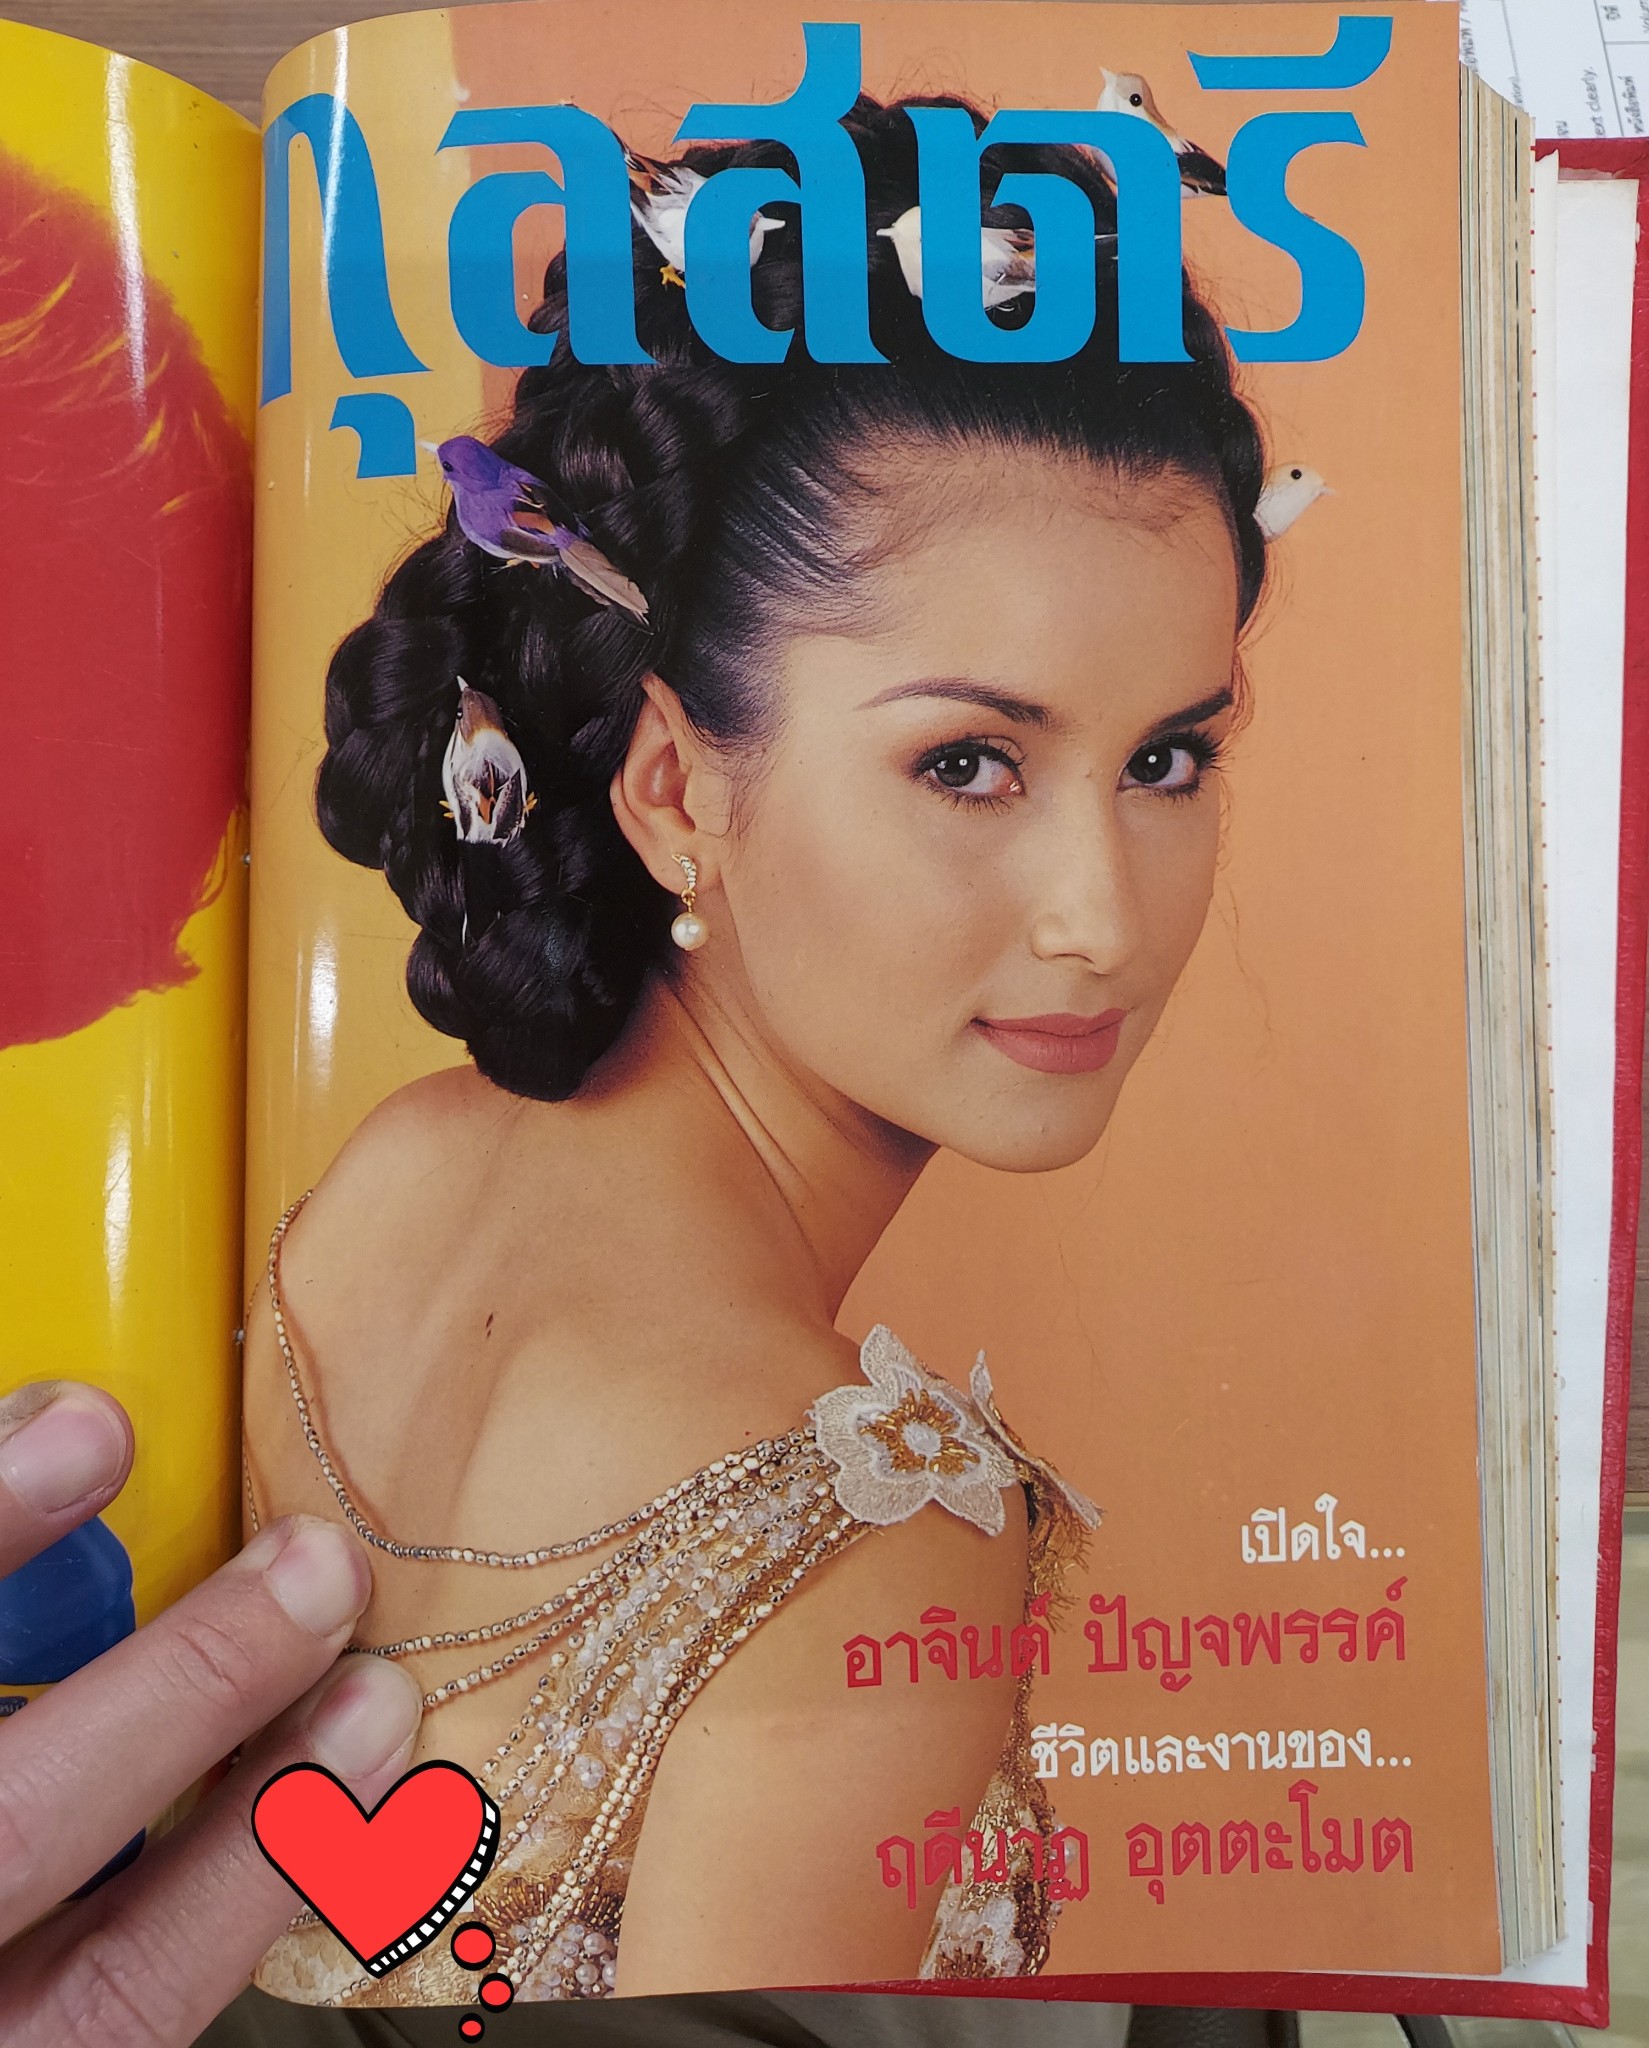 กุลสตรี
เปิดใจ...
อาจินต์ ปัญจพรรค์
ชีวิตและงานของ...
ฤดีนาฏ อุตตะโมต
ext clearly.